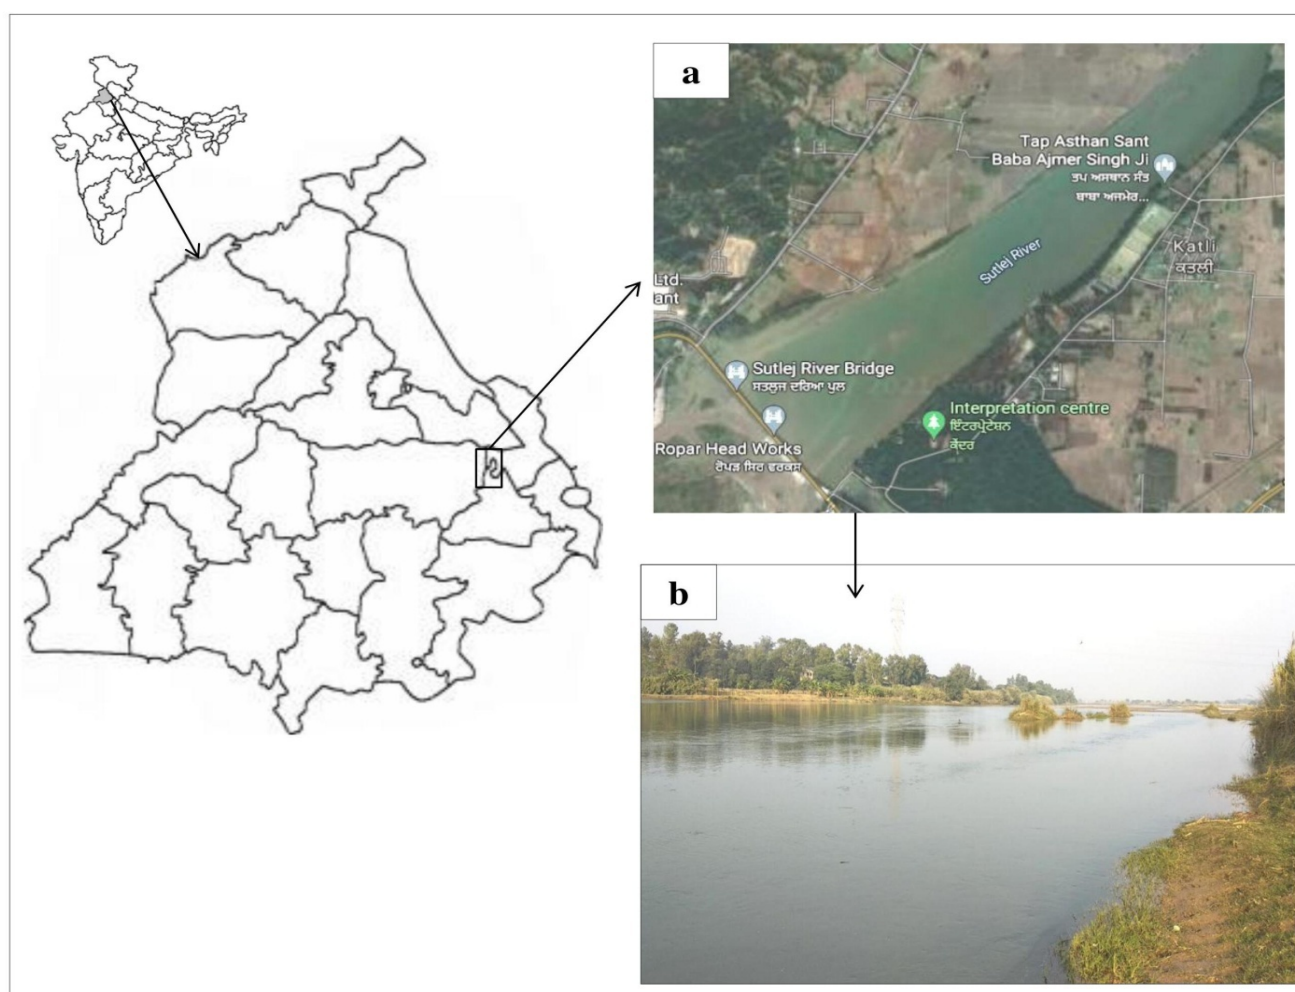 a
Tap Asthan Sant
Baba Ajmer Singh Ji
ਤਪ ਅਸਥਾਨ ਸੰਤ
ਬਾਬਾ ਅਜਮੇਰ...
Katli
ਕਤਲੀ
Sutlej River
Ltd.
ant
Sutlej River Bridge
ਸਤਲੁਜ ਦਰਿਆ ਪੁਲ
Interpretation centre
ਇੰਟਰਪ੍ਰੇਟੇਸ਼ਨ
ਕੇਂਦਰ
Ropar Head Works
ਰੋਪੜ ਸਿਰ ਵਰਕਸ
b